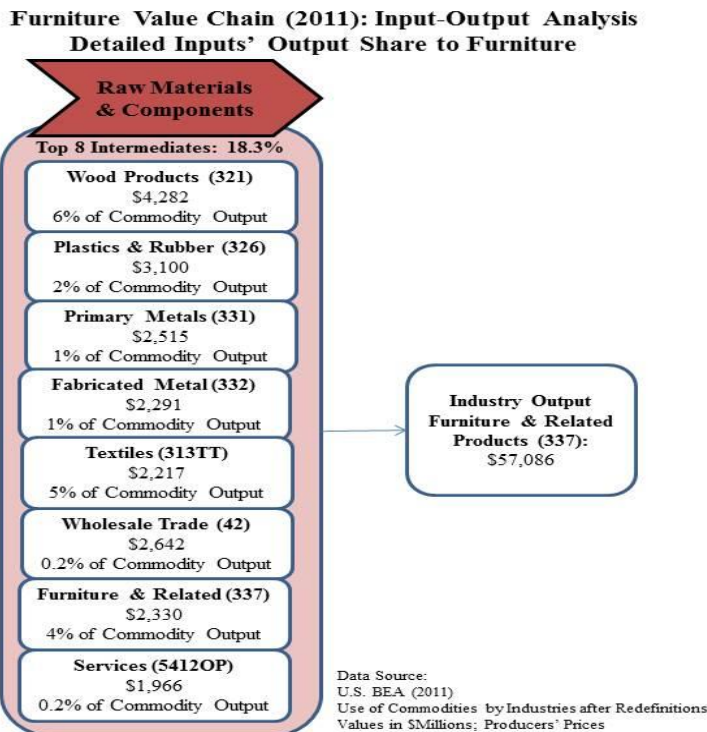 Furniture Value Chain (2011): Input-Output Analysis
Detailed Inputs’ Output Share to Furniture
Raw Materials
& Components
Top 8 Intermediates: 18.3%
Wood Products (321)
$4,282
6% of Commodity Output
Plastics & Rubber (326)
$3,100
2% of Commodity Output
Primary Metals (331)
$2,515
1% of Commodity Output
Fabricated Metal (332)
$2,291
1% of Commodity Output
Textiles (313TT)
$2,217
5% of Commodity Output
Wholesale Trade (42)
$2,642
0.2% of Commodity Output
Furniture & Related (337)
$2,330
4% of Commodity Output
Services (5412OP)
$1,966
0.2% of Commodity Output
Industry Output
Furniture & Related
Products (337):
$57,086
Data Source:
U.S. BEA (2011)
Use of Commodities by Industries after Redefinitions
Values in $Millions; Producers’ Prices